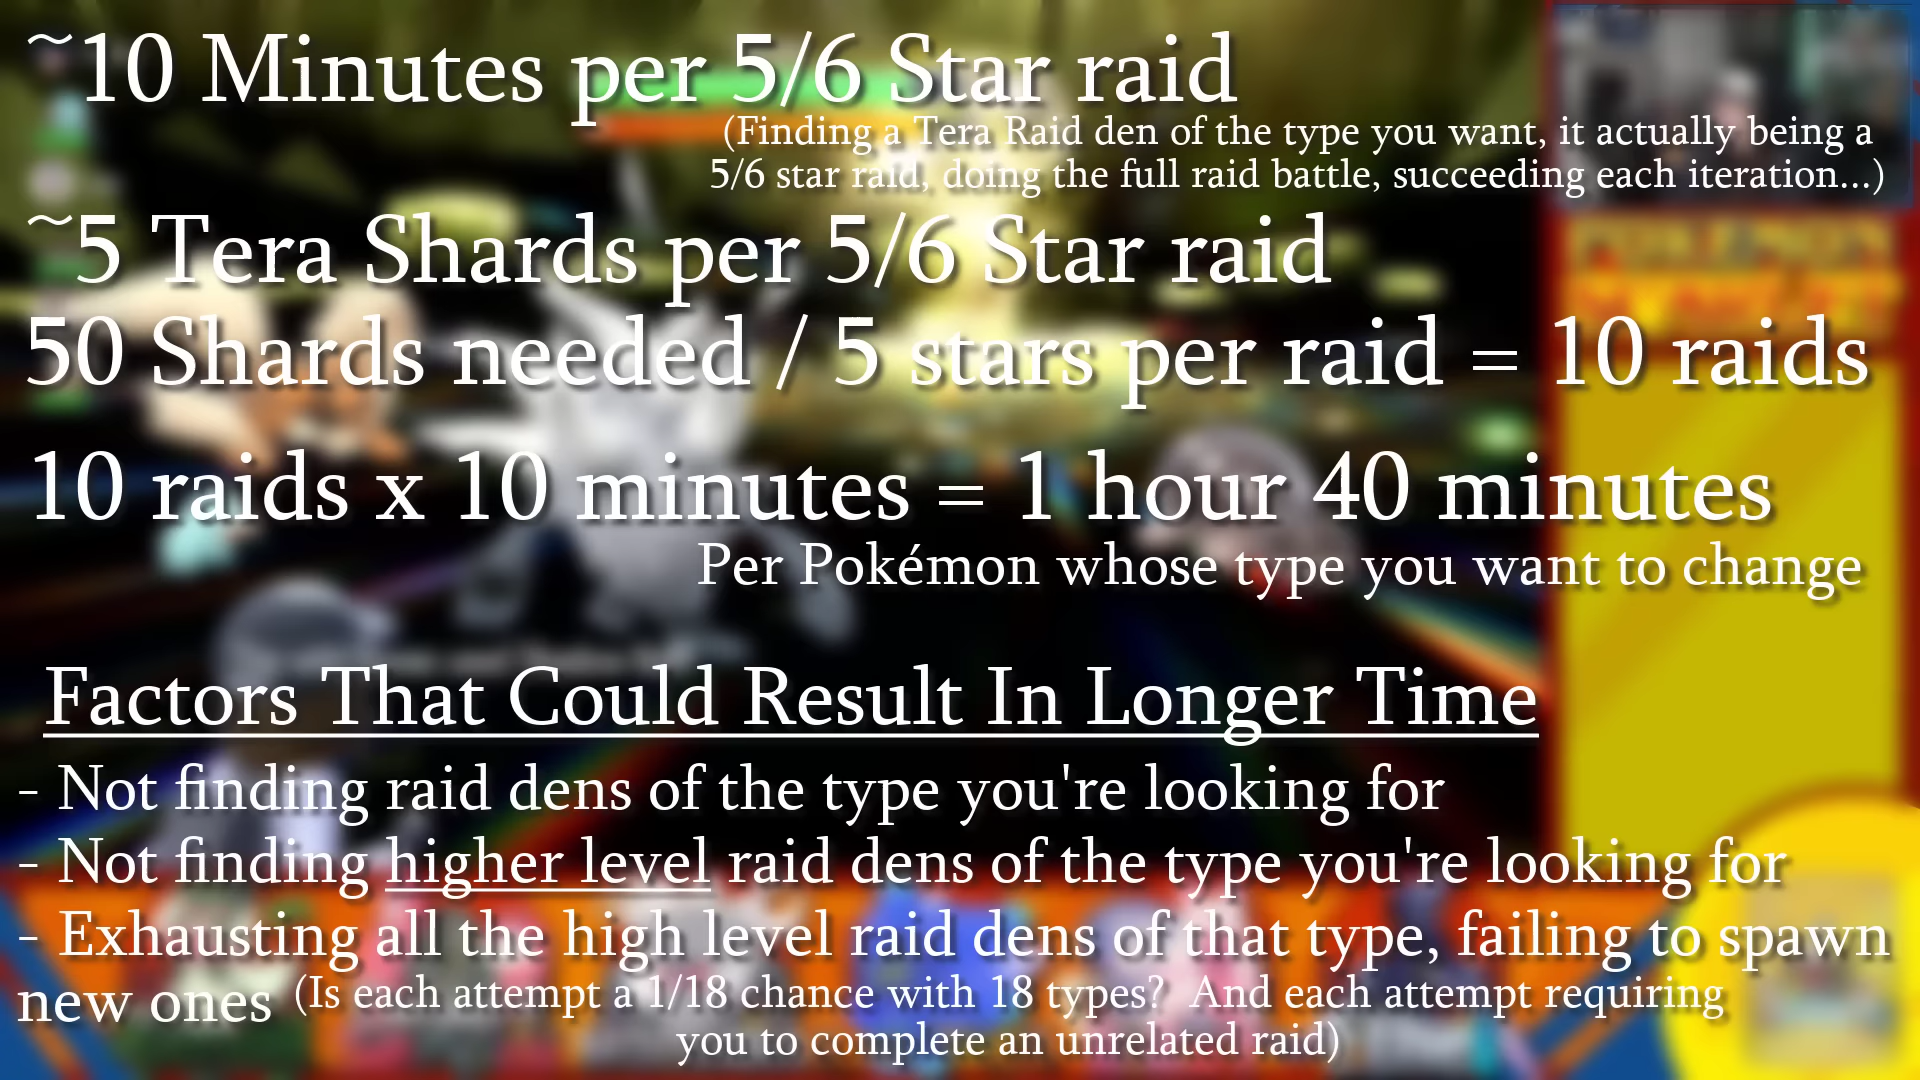 ~10 Minutes per 5/6 Star raid
(Finding a Tera Raid den of the type you want, it actually being a
5/6 star raid, doing the full raid battle, succeeding each iteration...)
~5 Tera Shards per 5/6 Star raid
50 Shards needed / 5 stars per raid = 10 raids
10 raids x 10 minutes = 1 hour 40 minutes
Per Pokémon whose type you want to change
Factors That Could Result In Longer Time
- Not finding raid dens of the type you're looking for
- Not finding higher level raid dens of the type you're looking for
- Exhausting all the high level raid dens of that type, failing to spawn
new ones (Is each attempt a 1/18 chance with 18 types? And each attempt requiring
you to complete an unrelated raid)